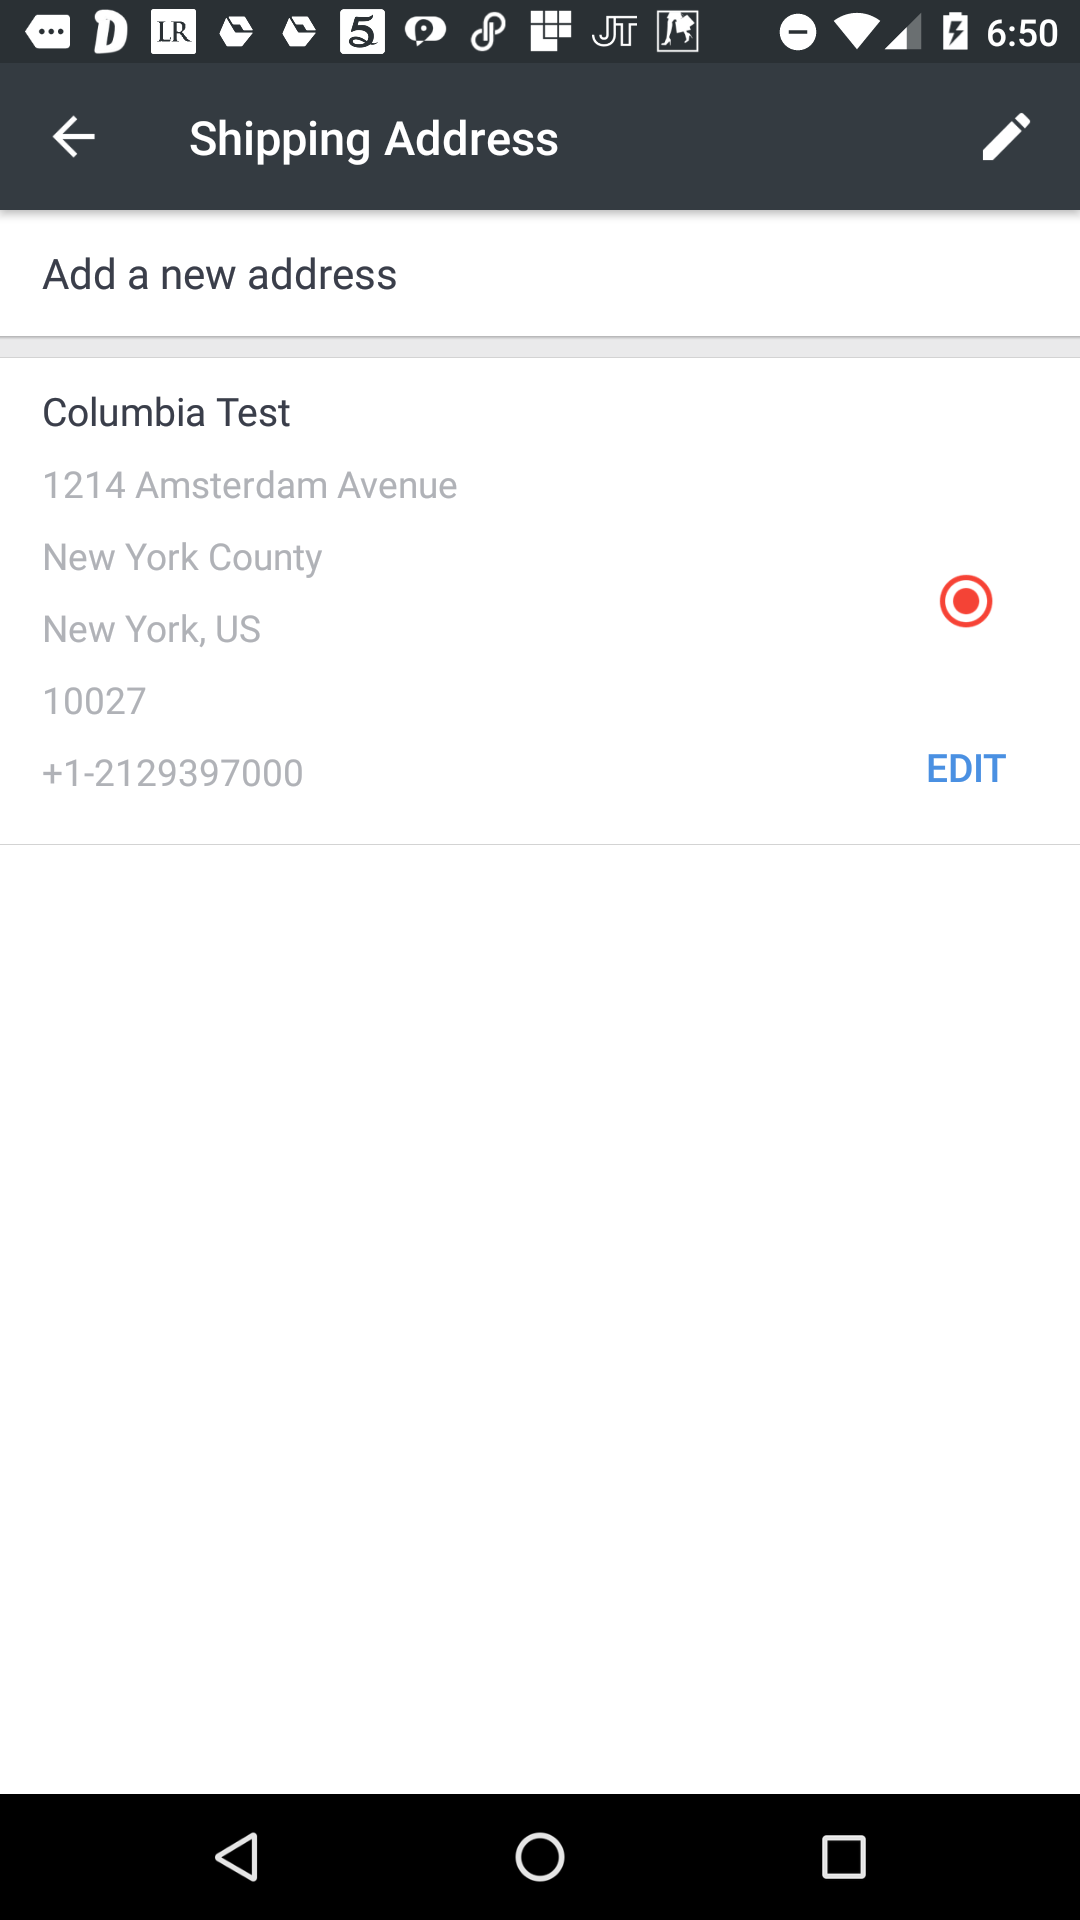 D LR 5 JT 6:50
Shipping Address
Add a new address
Columbia Test
1214 Amsterdam Avenue
New York County
New York, US
10027
+1-2129397000
EDIT